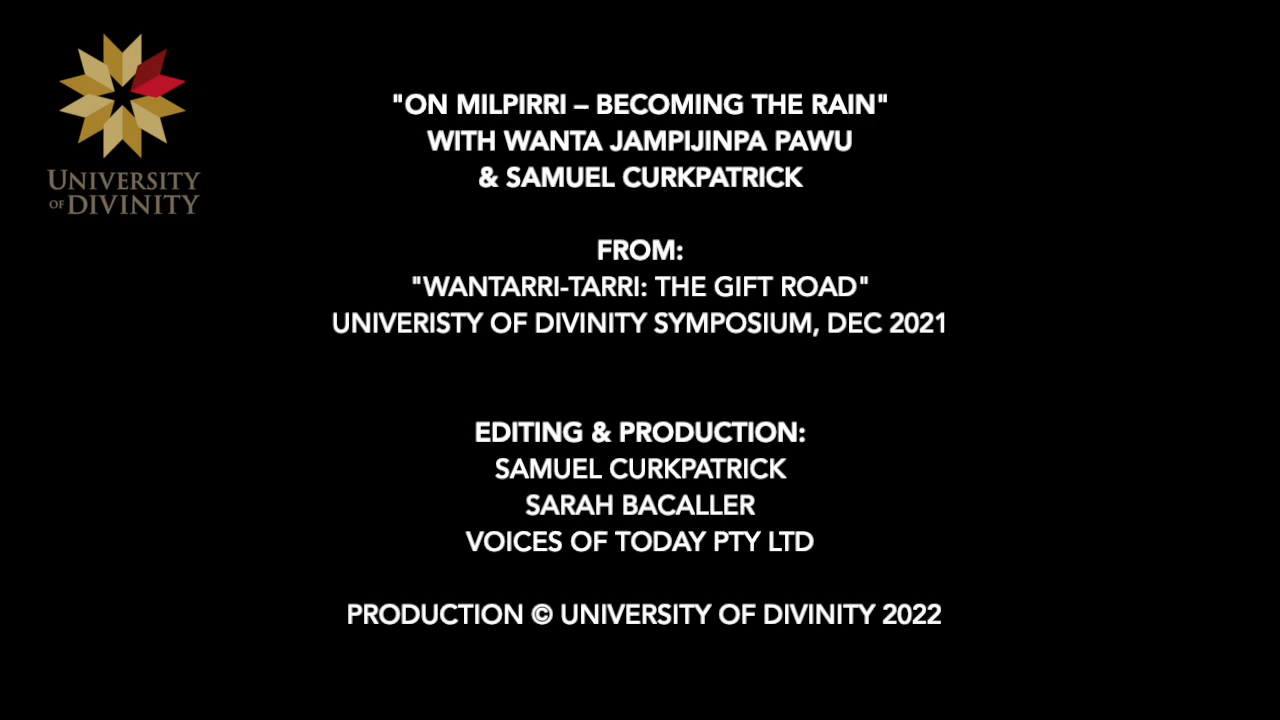 UNIVERSITY
OF DIVINITY
"ON MILPIRRI – BECOMING THE RAIN"
WITH WANTA JAMPIJINPA PAWU
& SAMUEL CURKPATRICK
FROM:
"WANTARRI-TARRI: THE GIFT ROAD"
UNIVERISTY OF DIVINITY SYMPOSIUM, DEC 2021
EDITING & PRODUCTION:
SAMUEL CURKPATRICK
SARAH BACALLER
VOICES OF TODAY PTY LTD
PRODUCTION © UNIVERSITY OF DIVINITY 2022